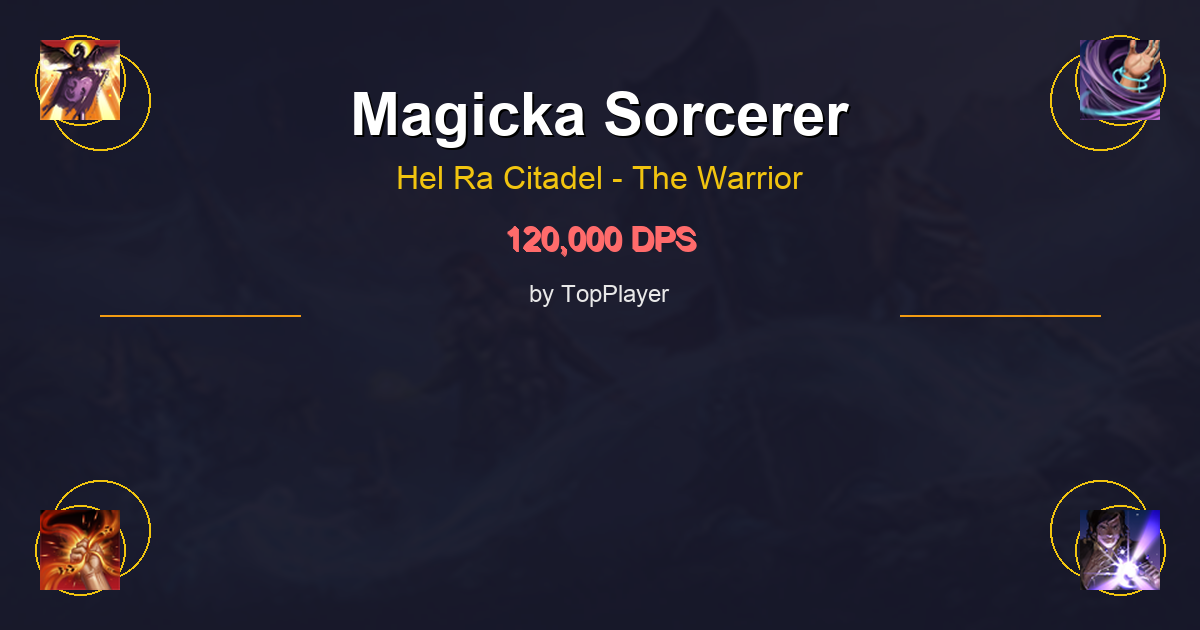 Magicka Sorcerer
Hel Ra Citadel - The Warrior
120,000 DPS
by TopPlayer